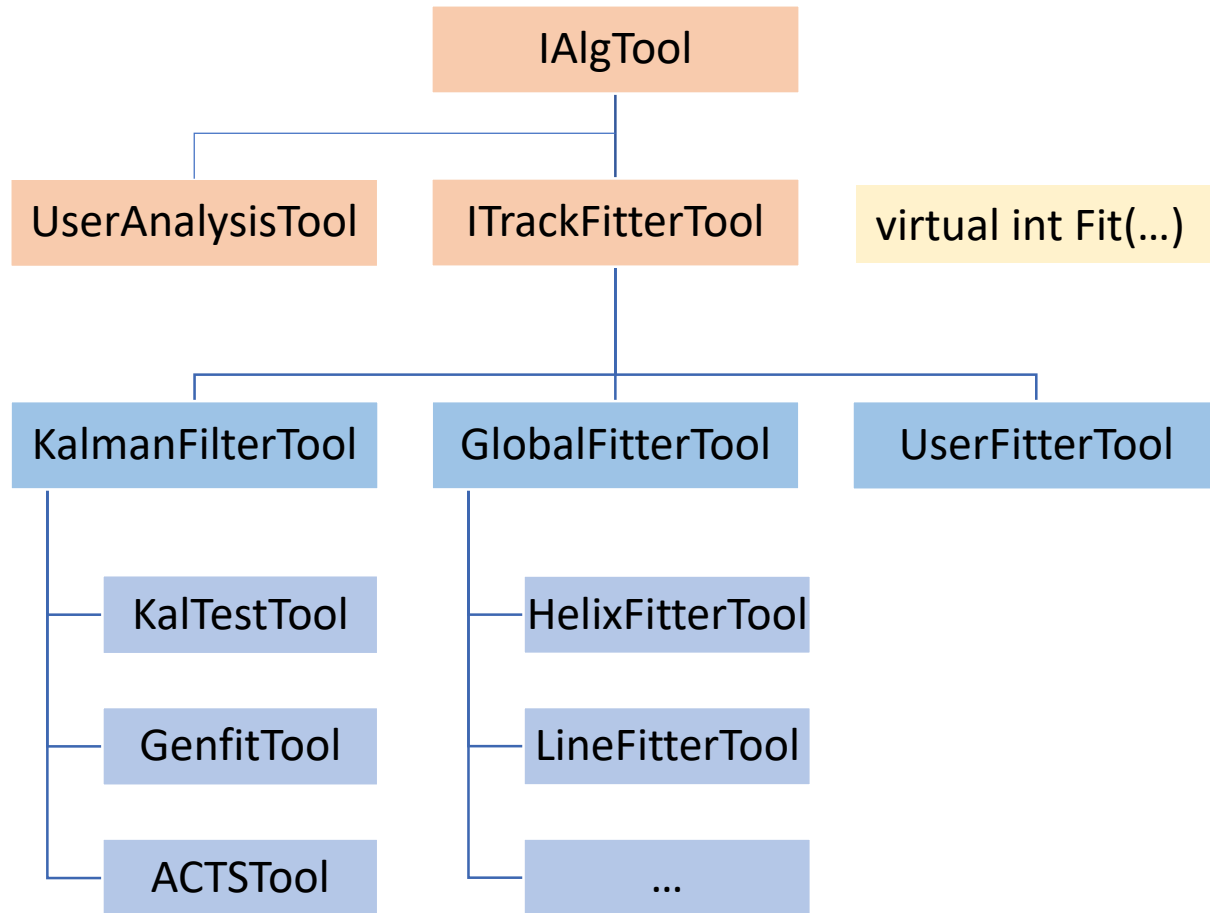 IAlgTool
UserAnalysisTool
ITrackFitterTool
virtual int Fit(…)
KalmanFilterTool
GlobalFitterTool
UserFitterTool
KalTestTool
HelixFitterTool
GenfitTool
LineFitterTool
ACTSTool
…